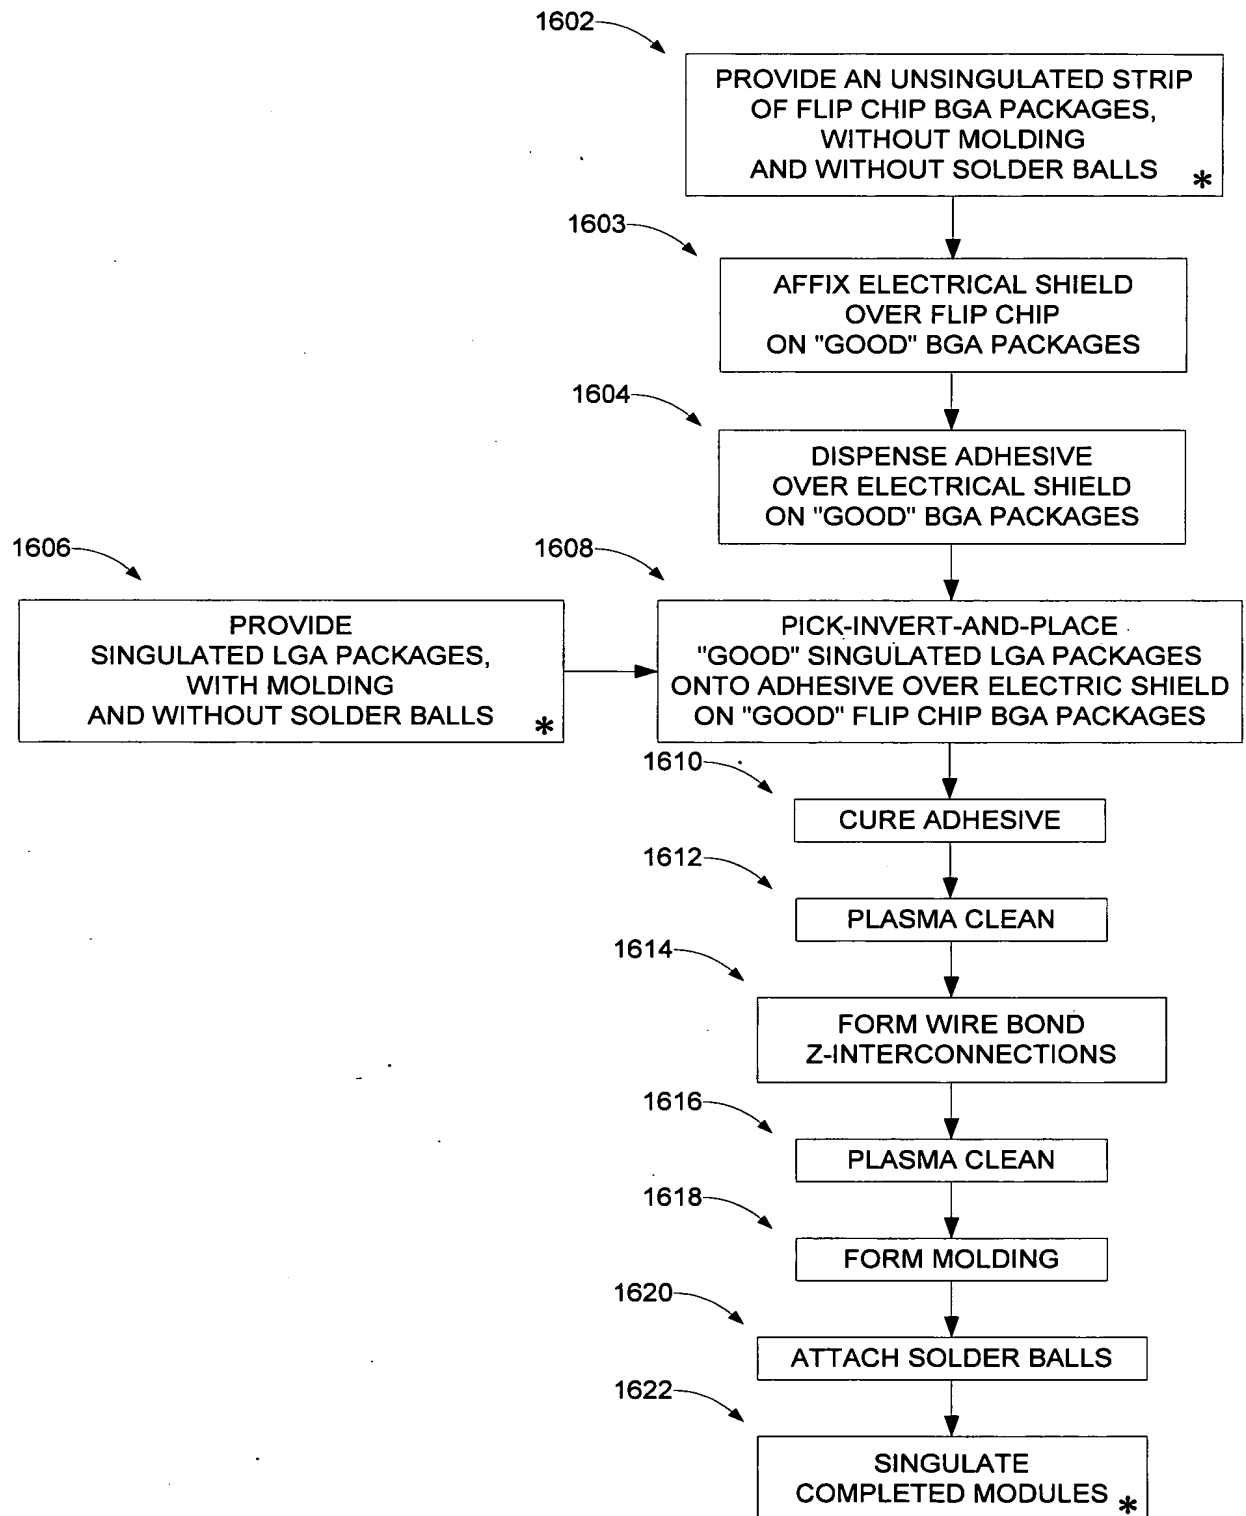 1602
PROVIDE AN UNSINGULATED STRIP
OF FLIP CHIP BGA PACKAGES,
WITHOUT MOLDING
AND WITHOUT SOLDER BALLS *
1603
AFFIX ELECTRICAL SHIELD
OVER FLIP CHIP
ON "GOOD" BGA PACKAGES
1604
DISPENSE ADHESIVE
OVER ELECTRICAL SHIELD
ON "GOOD" BGA PACKAGES
1606
PROVIDE
SINGULATED LGA PACKAGES,
WITH MOLDING
AND WITHOUT SOLDER BALLS *
1608
PICK-INVERT-AND-PLACE
"GOOD" SINGULATED LGA PACKAGES
ONTO ADHESIVE OVER ELECTRIC SHIELD
ON "GOOD" FLIP CHIP BGA PACKAGES
1610
CURE ADHESIVE
1612
PLASMA CLEAN
1614
FORM WIRE BOND
Z-INTERCONNECTIONS
1616
PLASMA CLEAN
1618
FORM MOLDING
1620
ATTACH SOLDER BALLS
1622
SINGULATE
COMPLETED MODULES *